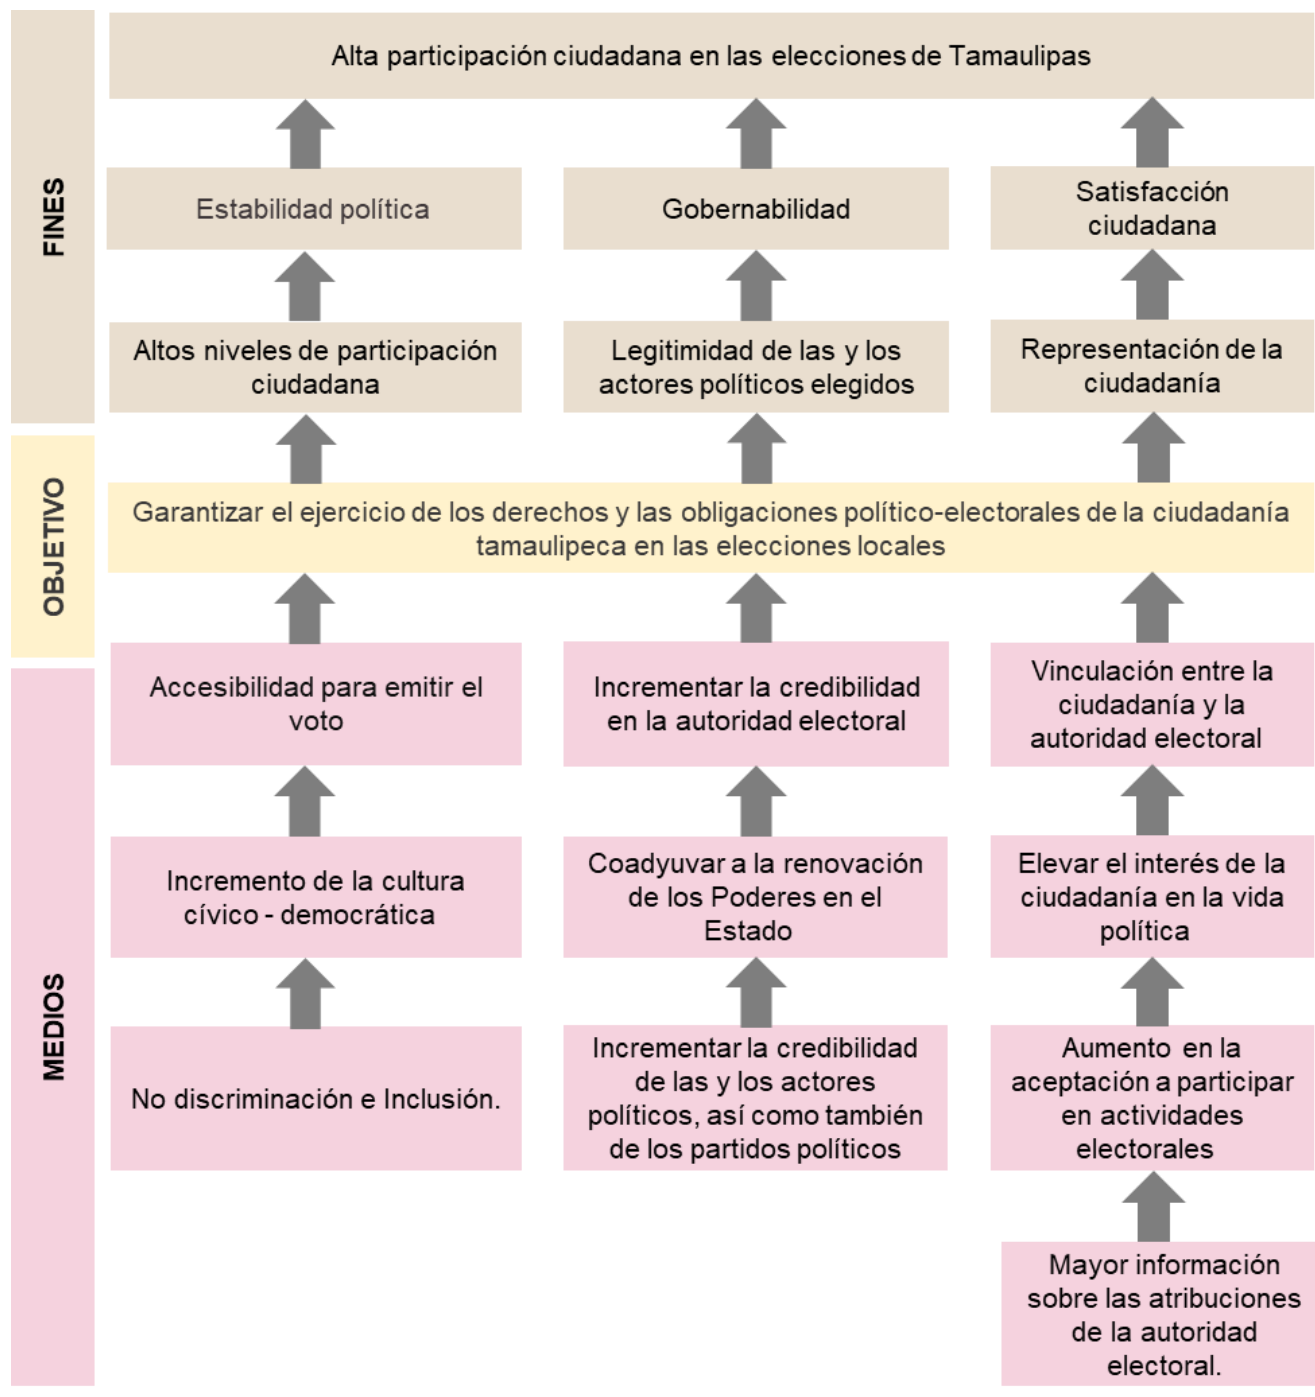 FINES
Alta participación ciudadana en las elecciones de Tamaulipas
Estabilidad política
Gobernabilidad
Satisfacción
ciudadana
Altos niveles de participación
ciudadana
Legitimidad de las y los
actores políticos elegidos
Representación de la
ciudadanía
OBJETIVO
Garantizar el ejercicio de los derechos y las obligaciones político-electorales de la ciudadanía
tamaulipeca en las elecciones locales
MEDIOS
Accesibilidad para emitir el
voto
Incrementar la credibilidad
en la autoridad electoral
Vinculación entre la
ciudadanía y la
autoridad electoral
Incremento de la cultura
cívico - democrática
Coadyuvar a la renovación
de los Poderes en el
Estado
Elevar el interés de la
ciudadanía en la vida
política
No discriminación e Inclusión.
Incrementar la credibilidad
de las y los actores
políticos, así como también
de los partidos políticos
Aumento en la
aceptación a participar
en actividades
electorales
Mayor información
sobre las atribuciones
de la autoridad
electoral.